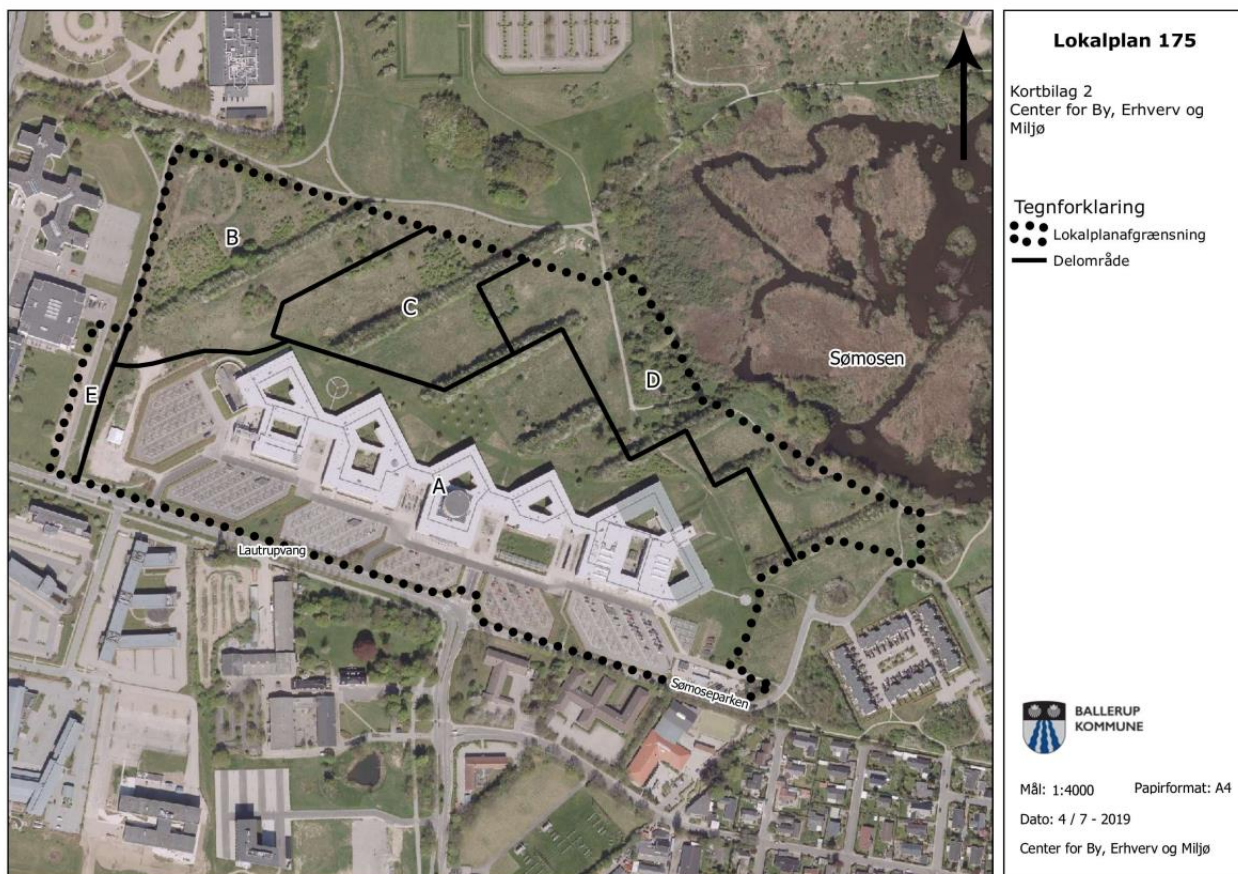 Lokalplan 175
Kortbilag 2
Center for By, Erhverv og
Miljø
Tegnforklaring
Lokalplanafgrænsning
Delområde
B
C
Sømosen
D
E
A
Lautrupvang
Sømoseparken
BALLERUP
KOMMUNE
Mål: 1:4000 Papirformat: A4
Dato: 4 / 7 - 2019
Center for By, Erhverv og Miljø